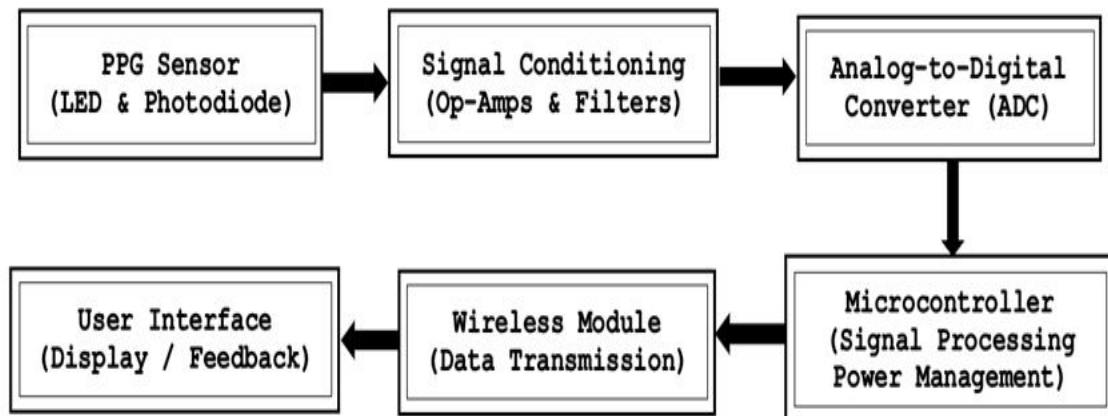 PPG Sensor
(LED & Photodiode)
Signal Conditioning
(Op-Amps & Filters)
Analog-to-Digital
Converter (ADC)
User Interface
(Display / Feedback)
Wireless Module
(Data Transmission)
Microcontroller
(Signal Processing
Power Management)